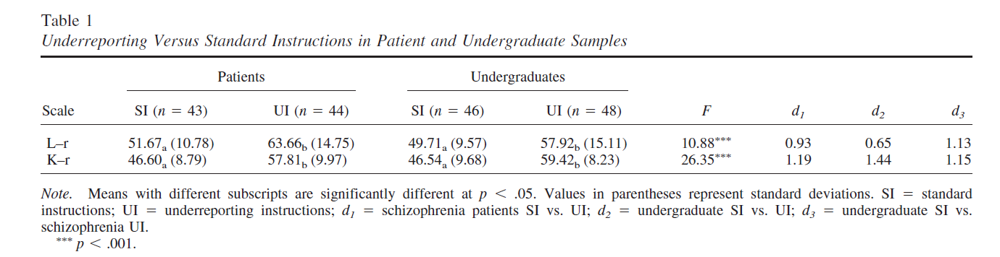 Table 1
Underreporting Versus Standard Instructions in Patient and Undergraduate Samples
Patients Undergraduates
Scale SI (n = 43) UI (n = 44) SI (n = 46) UI (n = 48) F d1 d2 d3
L–r 51.67a (10.78) 63.66b (14.75) 49.71a (9.57) 57.92b (15.11) 10.88*** 0.93 0.65 1.13
K–r 46.60a (8.79) 57.81b (9.97) 46.54a (9.68) 59.42b (8.23) 26.35*** 1.19 1.44 1.15
Note. Means with different subscripts are significantly different at p < .05. Values in parentheses represent standard deviations. SI = standard
instructions; UI = underreporting instructions; d1 = schizophrenia patients SI vs. UI; d2 = undergraduate SI vs. UI; d3 = undergraduate SI vs.
schizophrenia UI.
*** p < .001.